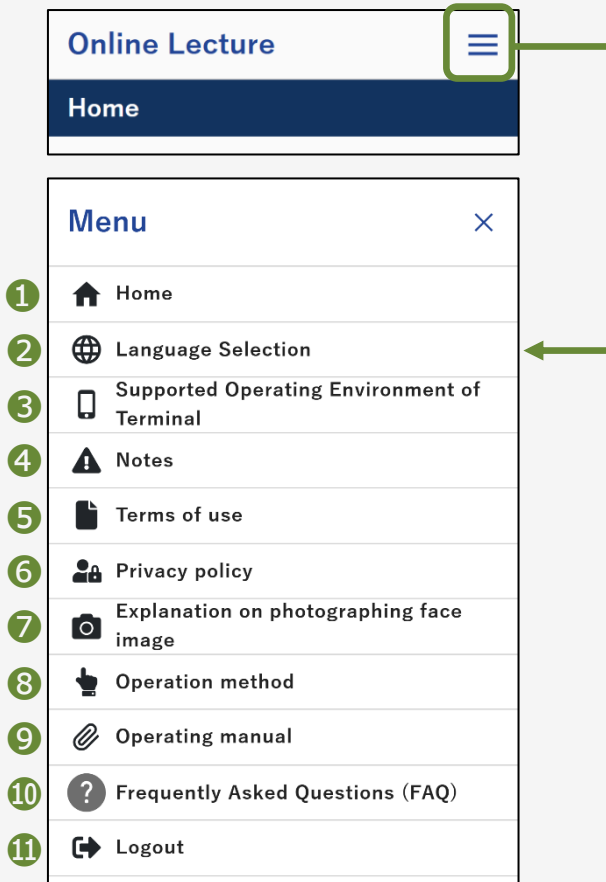 Online Lecture
Home
Menu
1 Home
2 Language Selection
3 Supported Operating Environment of
Terminal
4 Notes
5 Terms of use
6 Privacy policy
7 Explanation on photographing face
image
8 Operation method
9 Operating manual
10 ? Frequently Asked Questions (FAQ)
11 Logout